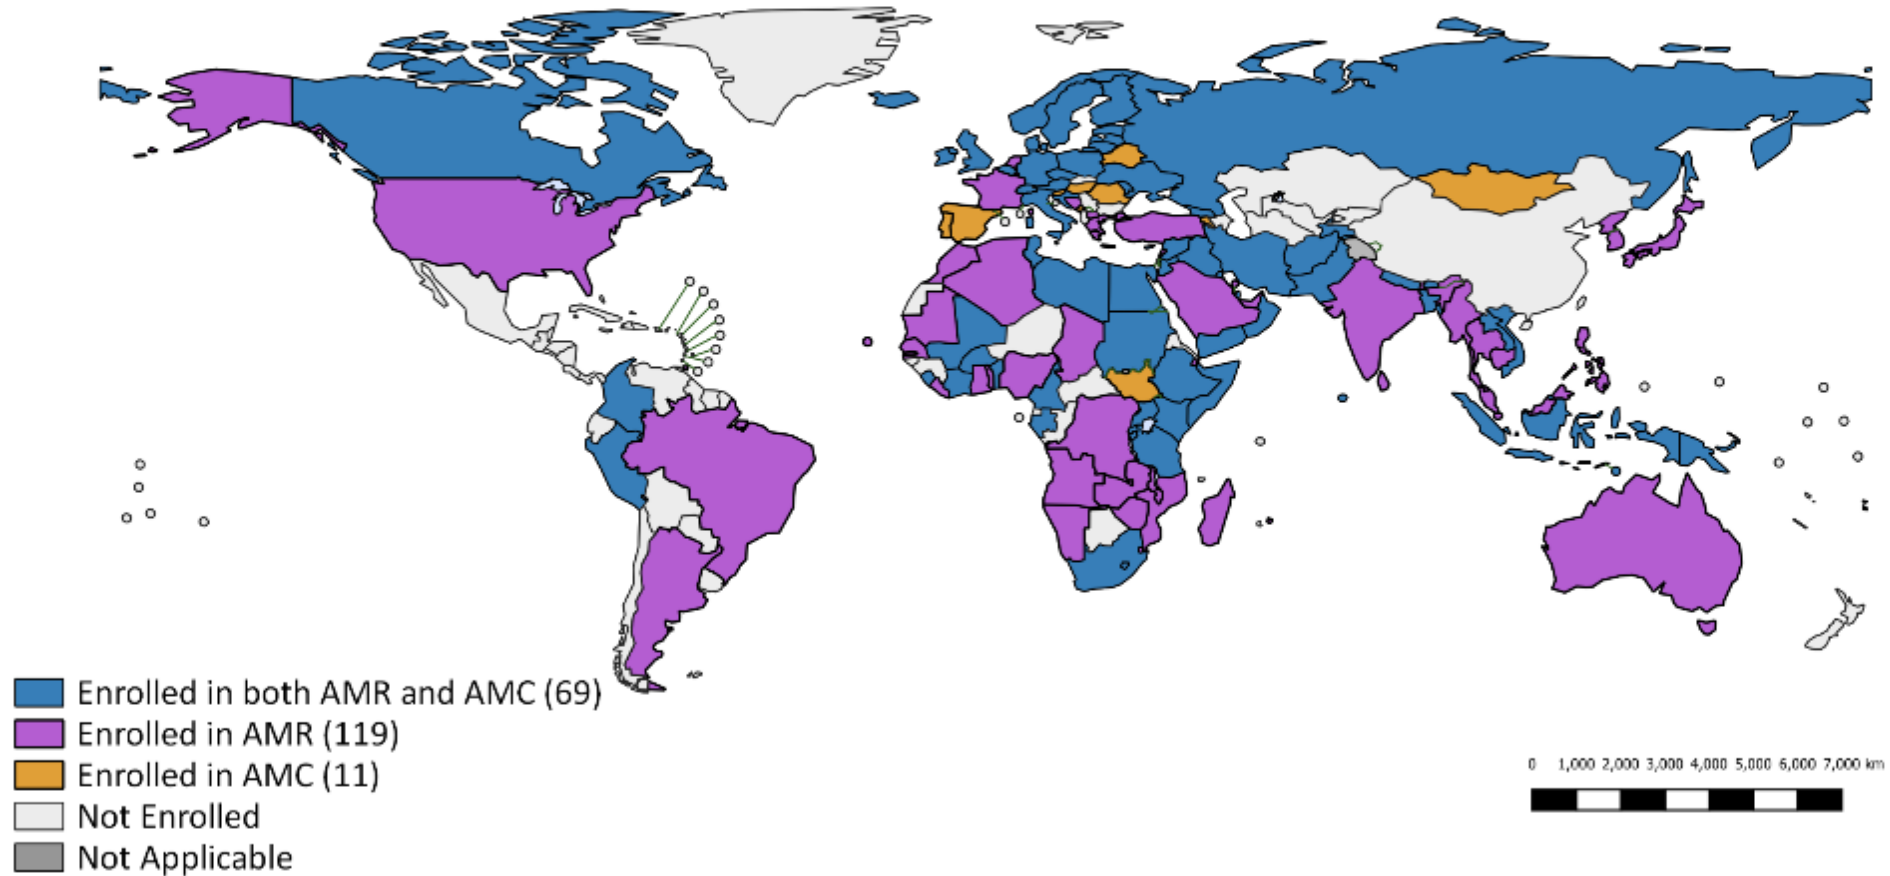 Enrolled in both AMR and AMC (69)
Enrolled in AMR (119)
Enrolled in AMC (11)
Not Enrolled
Not Applicable
0 1,000 2,000 3,000 4,000 5,000 6,000 7,000 km